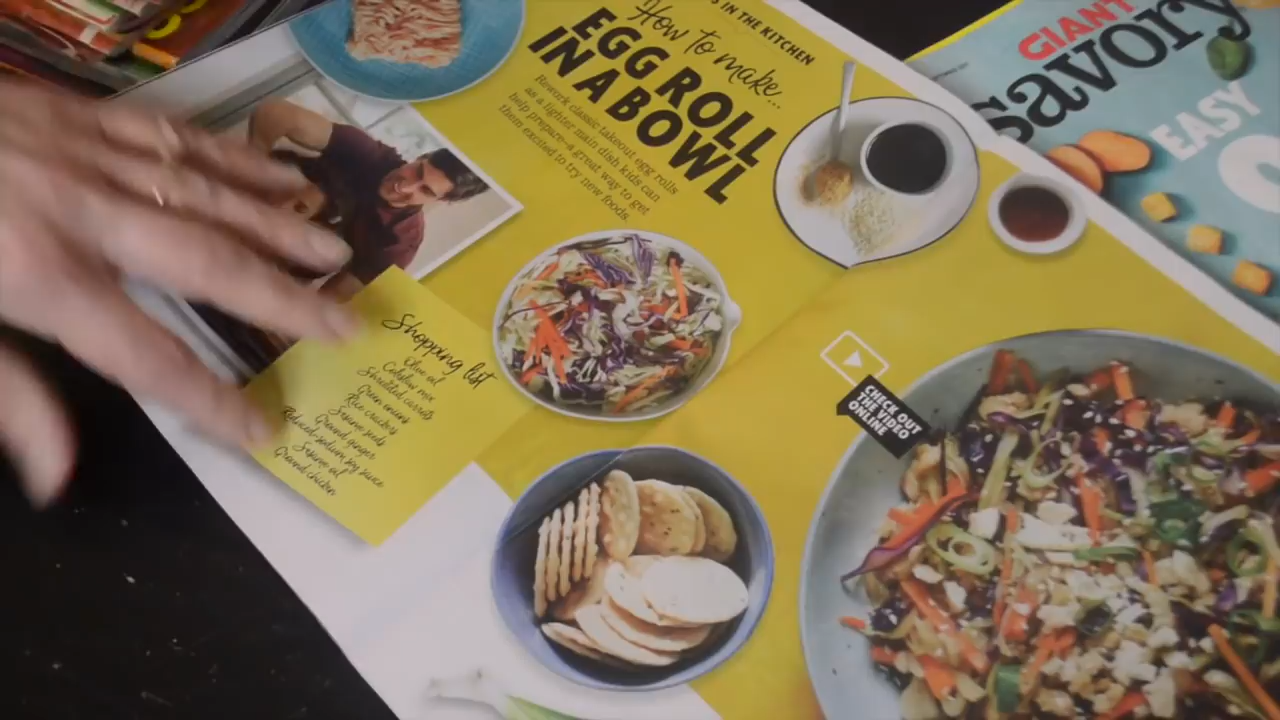 S IN THE KITCHEN
How to make...
EGG ROLL
IN A BOWL
Rework classic takeout egg rolls
as a lighter main dish kids can
help prepare—a great way to get
them excited to try new
foods.
Shopping list
Olive oil
Coleslaw mix
Shredded carrots
Green onions
Rice crackers
Sesame seeds
Ground ginger
Reduced-sodium soy sauce
Sesame oil
Ground chicken
CHECK OUT
THE VIDEO
ONLINE
GIANT
savory
EASY